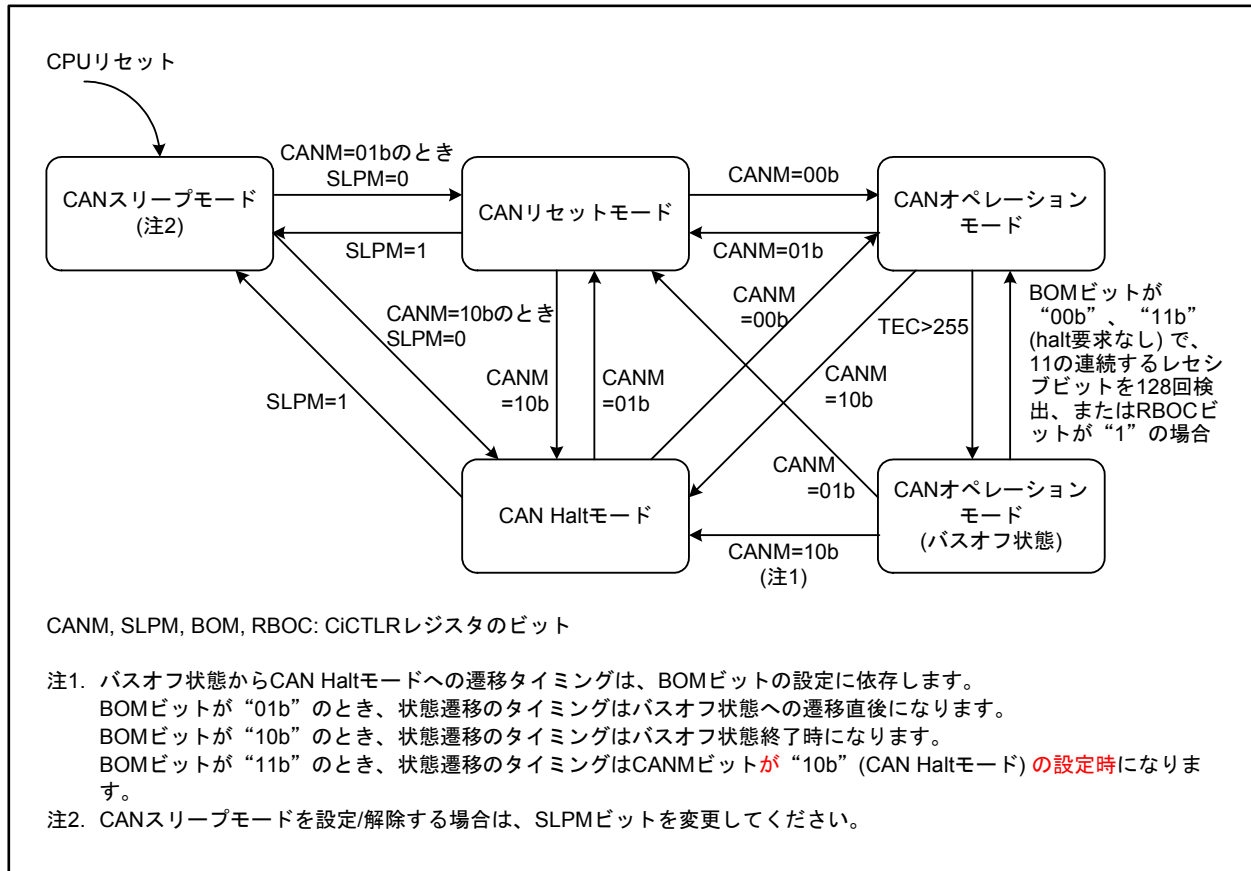 CPUリセット
CANスリープモード
(注2)
CANM=01bのとき
SLPM=0
SLPM=1
CANリセットモード
CANM=00b
CANM=01b
CANオペレーション
モード
CANM=10bのとき
SLPM=0
SLPM=1
CANM
=10b
CANM
=01b
CANM
=00b
CANM
=10b
CANM
=01b
TEC>255
BOMビットが
“00b”、“11b”
(halt要求なし) で、
11の連続するレセシ
ブビットを128回検
出、またはRBOCビ
ットが“1”の場合
CAN Haltモード
CANM=10b
(注1)
CANオペレーション
モード
(バスオフ状態)
CANM, SLPM, BOM, RBOC: CiCTLRレジスタのビット
注1. バスオフ状態からCAN Haltモードへの遷移タイミングは、BOMビットの設定に依存します。
BOMビットが“01b”のとき、状態遷移のタイミングはバスオフ状態への遷移直後になります。
BOMビットが“10b”のとき、状態遷移のタイミングはバスオフ状態終了時になります。
BOMビットが“11b”のとき、状態遷移のタイミングはCANMビットが“10b”(CAN Haltモード) の設定時になりま
す。
注2. CANスリープモードを設定/解除する場合は、SLPMビットを変更してください。